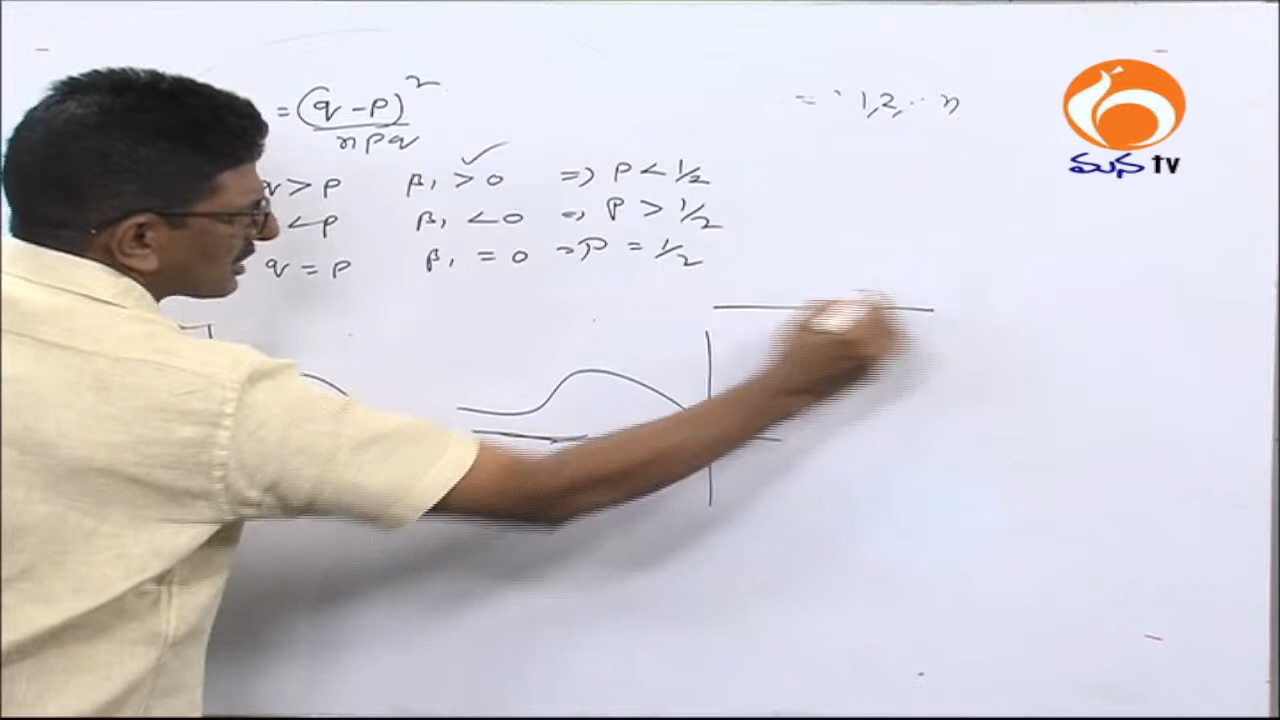 = (q - p)²
npq
= 1, 2, .. n
q > p β₁ > 0 ✓ => p < 1/2
< p β₁ < 0 => p > 1/2
q = p β₁ = 0 => p = 1/2
మన tv